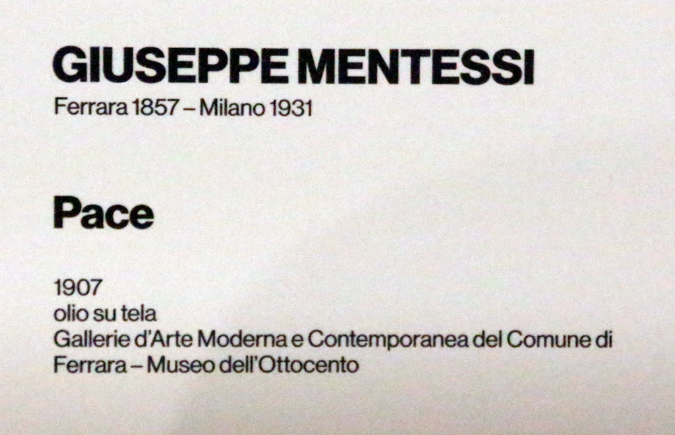 GIUSEPPE MENTESSI
Ferrara 1857 – Milano 1931
Pace
1907
olio su tela
Gallerie d'Arte Moderna e Contemporanea del Comune di
Ferrara – Museo dell'Ottocento